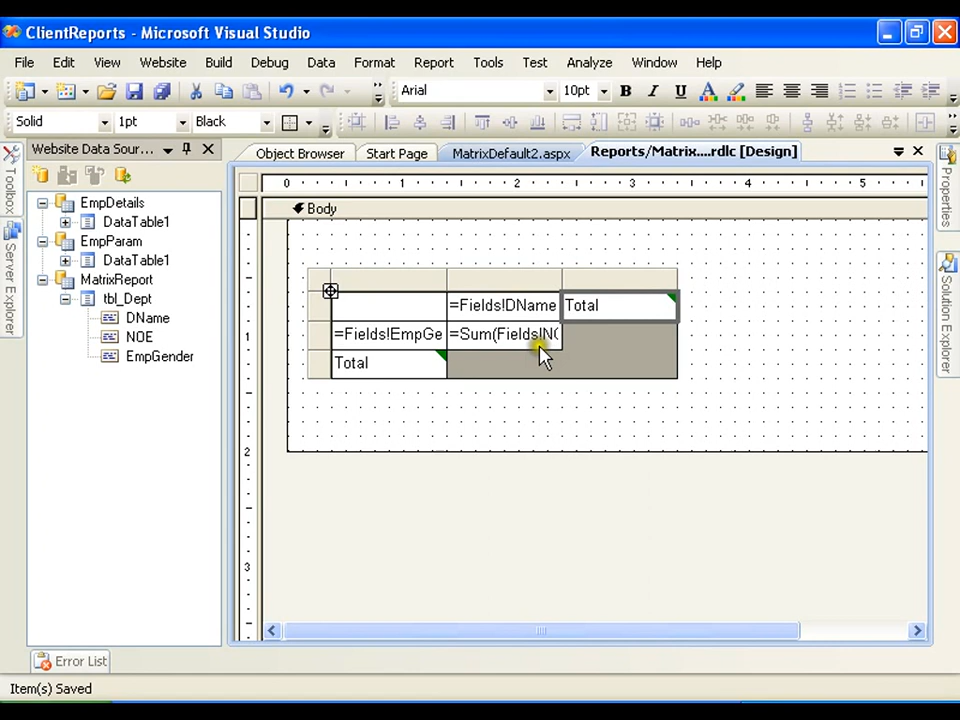 ClientReports - Microsoft Visual Studio
File Edit View Website Build Debug Data Format Report Tools Test Analyze Window Help
Arial 10pt B I U A
Solid 1pt Black
Website Data Sour...
Object Browser Start Page MatrixDefault2.aspx Reports/Matrix....rdlc [Design]
Toolbox
Server Explorer
EmpDetails
DataTable1
EmpParam
DataTable1
MatrixReport
tbl_Dept
DName
NOE
EmpGender
0 1 2 3 4 5
Body
=Fields!DName Total
1
=Fields!EmpGe =Sum(Fields!NO
Total
2
3
Properties
Solution Explorer
Error List
Item(s) Saved